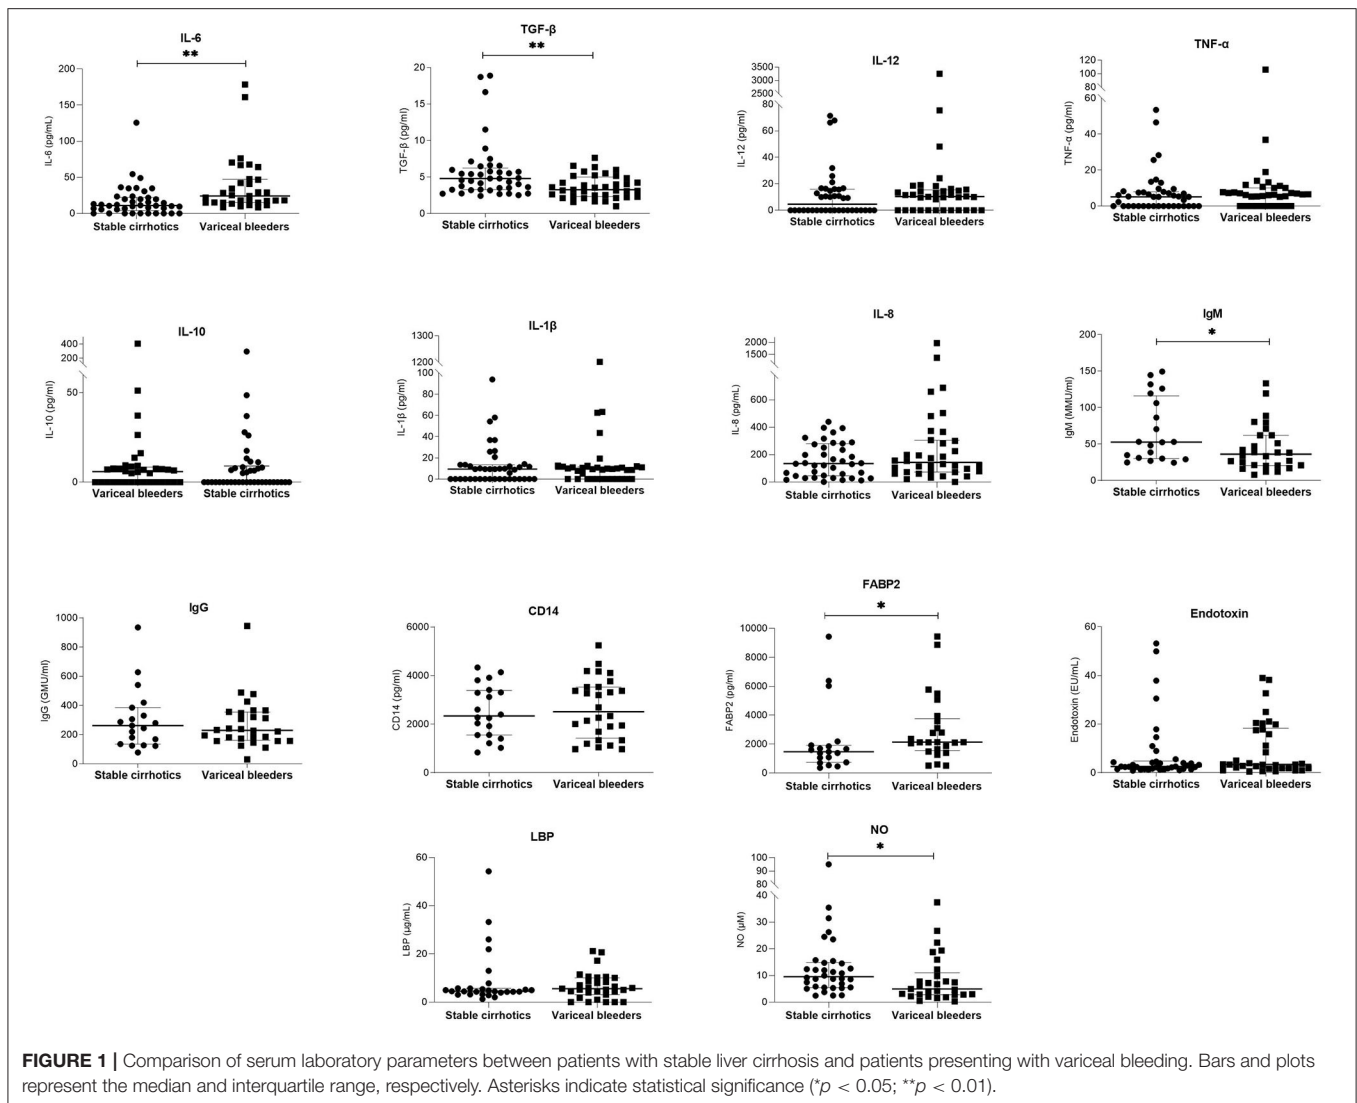 IL-6
**
IL-6 (pg/mL)
200
150
100
50
0
Stable cirrhotics Variceal bleeders
TGF-β
**
TGF-β (pg/ml)
20
15
10
5
0
Stable cirrhotics Variceal bleeders
IL-12
IL-12 (pg/ml)
3500
3000
2500
80
60
40
20
0
Stable cirrhotics Variceal bleeders
TNF-α
TNF-α (pg/ml)
120
100
80
60
40
20
0
Stable cirrhotics Variceal bleeders
IL-10
IL-10 (pg/ml)
400
200
50
0
Variceal bleeders Stable cirrhotics
IL-1β
IL-1β (pg/ml)
1300
1200
100
80
60
40
20
0
Stable cirrhotics Variceal bleeders
IL-8
IL-8 (pg/mL)
2000
1500
600
400
200
0
Stable cirrhotics Variceal bleeders
IgM
*
IgM (MMU/ml)
200
150
100
50
0
Stable cirrhotics Variceal bleeders
IgG
IgG (GMU/ml)
1000
800
600
400
200
0
Stable cirrhotics Variceal bleeders
CD14
CD14 (pg/ml)
6000
4000
2000
0
Stable cirrhotics Variceal bleeders
FABP2
*
FABP2 (pg/ml)
10000
8000
6000
4000
2000
0
Stable cirrhotics Variceal bleeders
Endotoxin
Endotoxin (EU/mL)
60
40
20
0
Stable cirrhotics Variceal bleeders
LBP
LBP (µg/mL)
60
40
20
0
Stable cirrhotics Variceal bleeders
NO
*
NO (µM)
100
90
80
40
30
20
10
0
Stable cirrhotics Variceal bleeders
FIGURE 1 | Comparison of serum laboratory parameters between patients with stable liver cirrhosis and patients presenting with variceal bleeding. Bars and plots
represent the median and interquartile range, respectively. Asterisks indicate statistical significance (*p < 0.05; **p < 0.01).